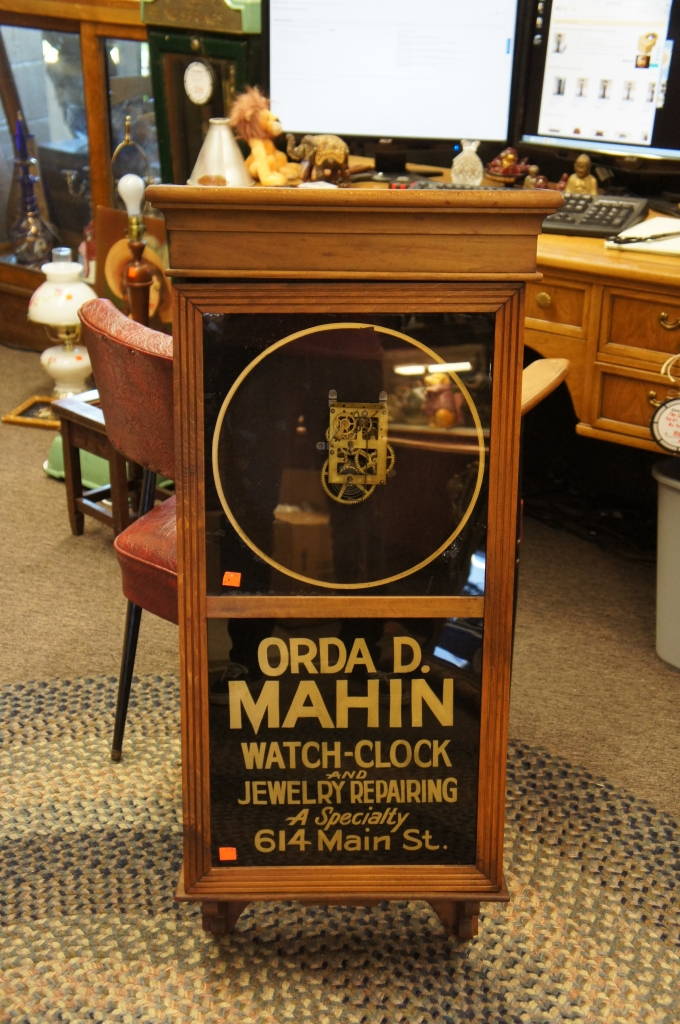 ORDA D.
MAHIN
WATCH-CLOCK
AND
JEWELRY REPAIRING
A Specialty
614 Main St.